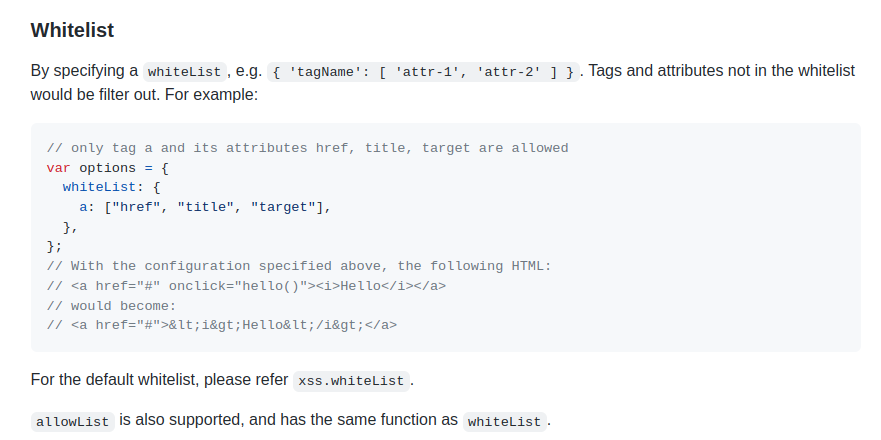 Whitelist
By specifying a whiteList, e.g. { 'tagName': [ 'attr-1', 'attr-2' ] }. Tags and attributes not in the whitelist
would be filter out. For example:
// only tag a and its attributes href, title, target are allowed
var options = {
  whiteList: {
    a: ["href", "title", "target"],
  },
};
// With the configuration specified above, the following HTML:
// <a href="#" onclick="hello()"><i>Hello</i></a>
// would become:
// <a href="#">&lt;i&gt;Hello&lt;/i&gt;</a>
For the default whitelist, please refer xss.whiteList.
allowList is also supported, and has the same function as whiteList.